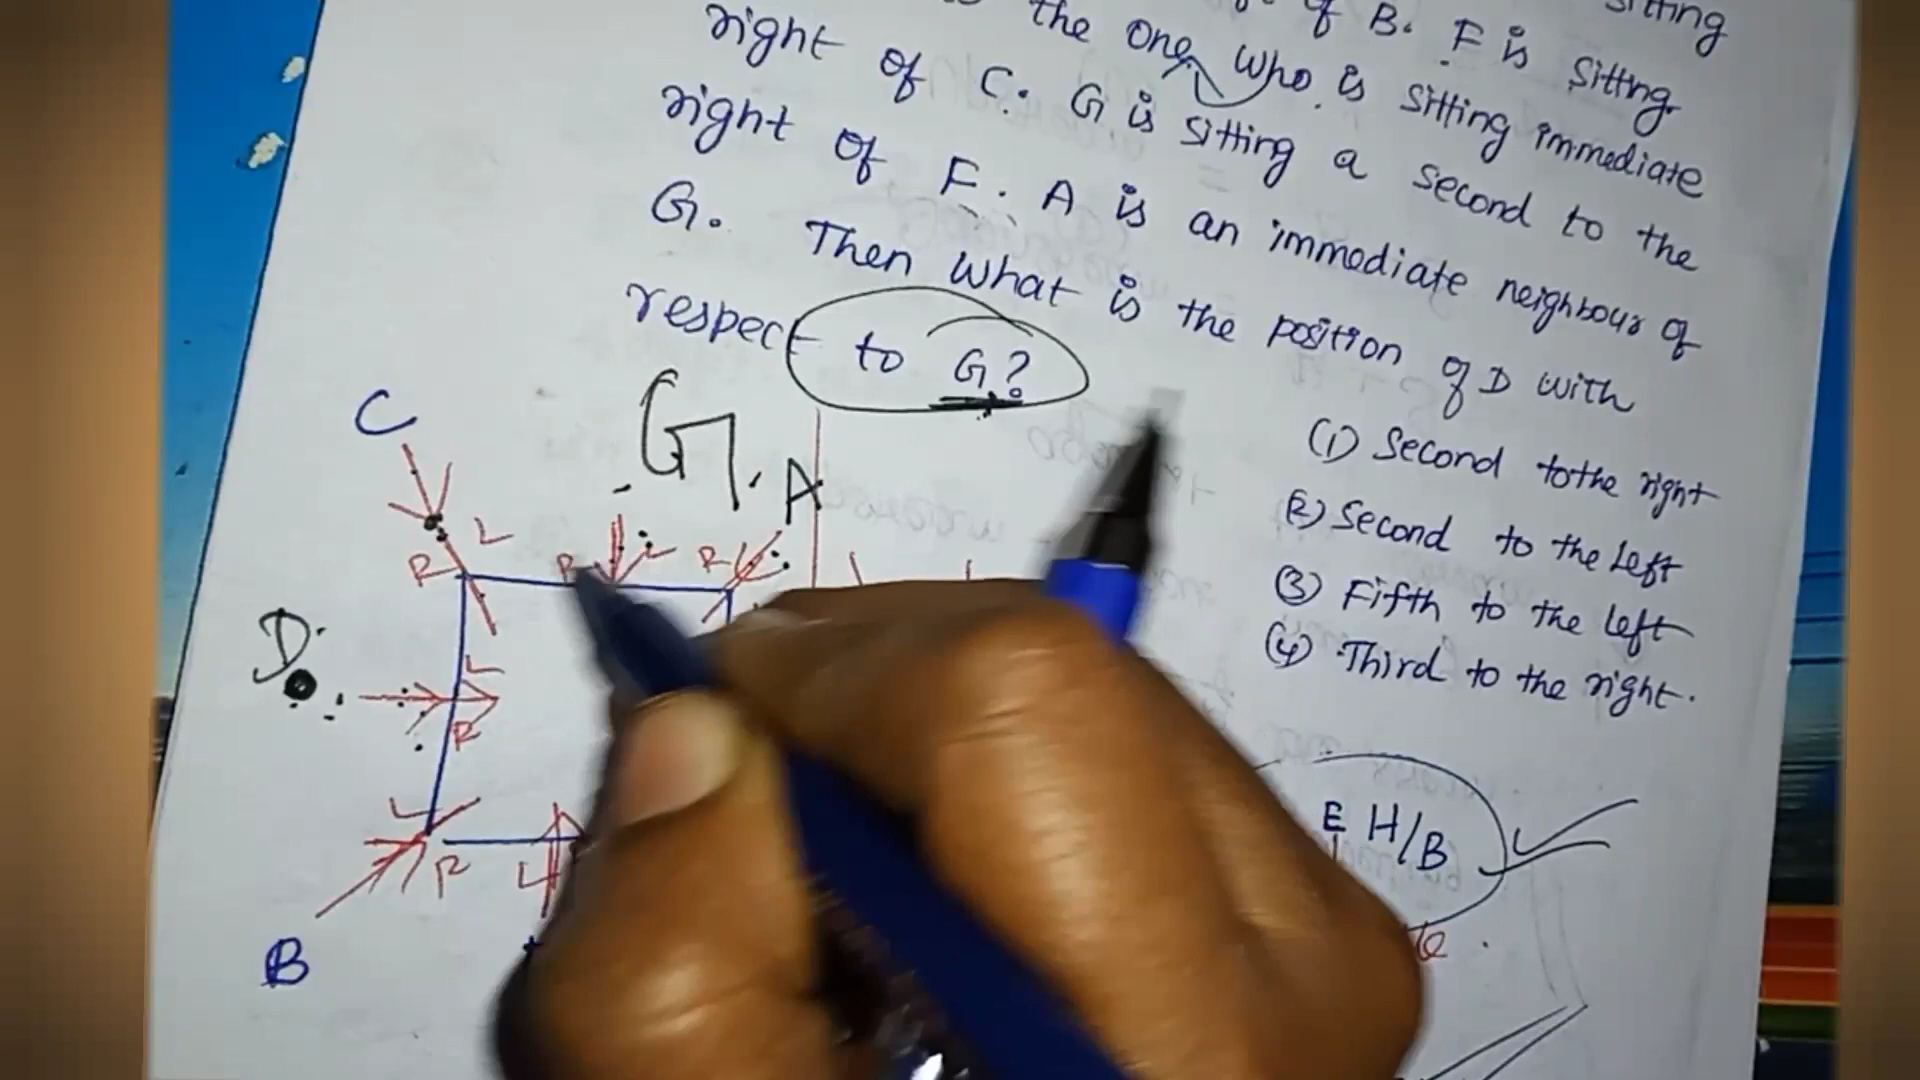 sitting
the one who is sitting immediate
of B. F is sitting
right of C. G is sitting a second to the
right of F. A is an immediate neighbour of
G. Then what is the position of D with
respect to G?
(1) Second to the right
(2) Second to the Left
(3) Fifth to the left
(4) Third to the right.
C
G
A
R L
R L
R
D
L
R
L
R
L
B
E H/B